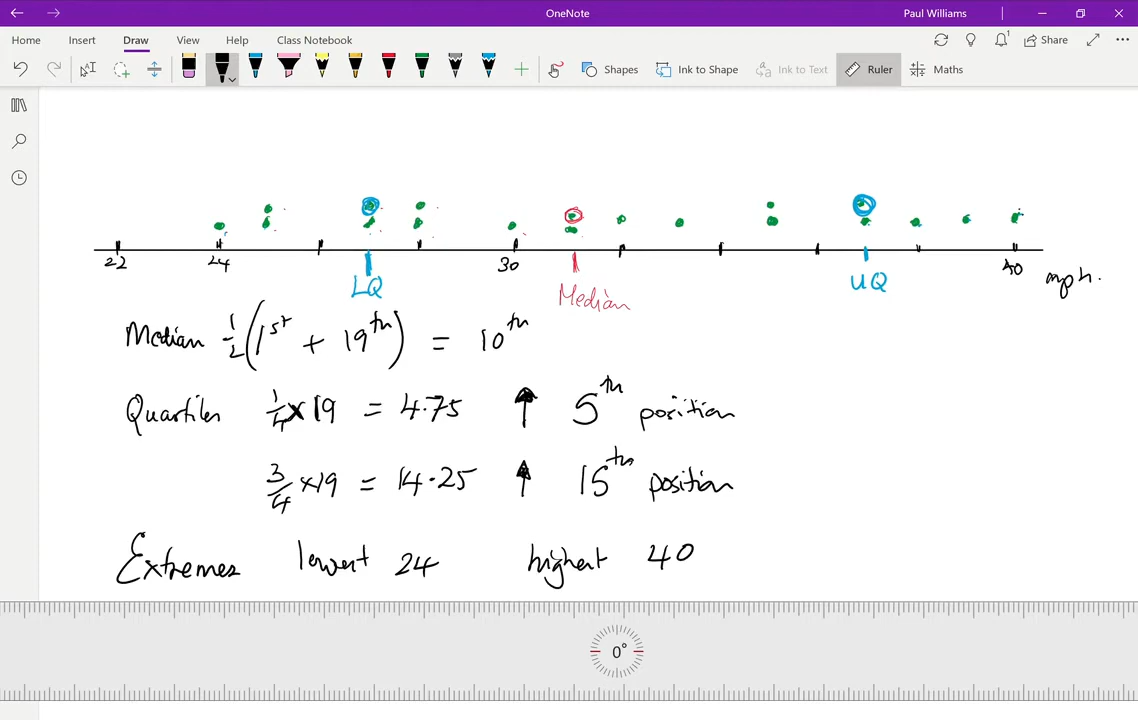 OneNote
Paul Williams
Home Insert Draw View Help Class Notebook
Share
Shapes Ink to Shape Ink to Text Ruler Maths
22 24 30 40 mph.
LQ Median UQ
Median 1/2 (1st + 19th) = 10th
Quartiles 1/4 × 19 = 4.75 ↑ 5th position
3/4 × 19 = 14.25 ↑ 15th position
Extremes lowest 24 highest 40
0°